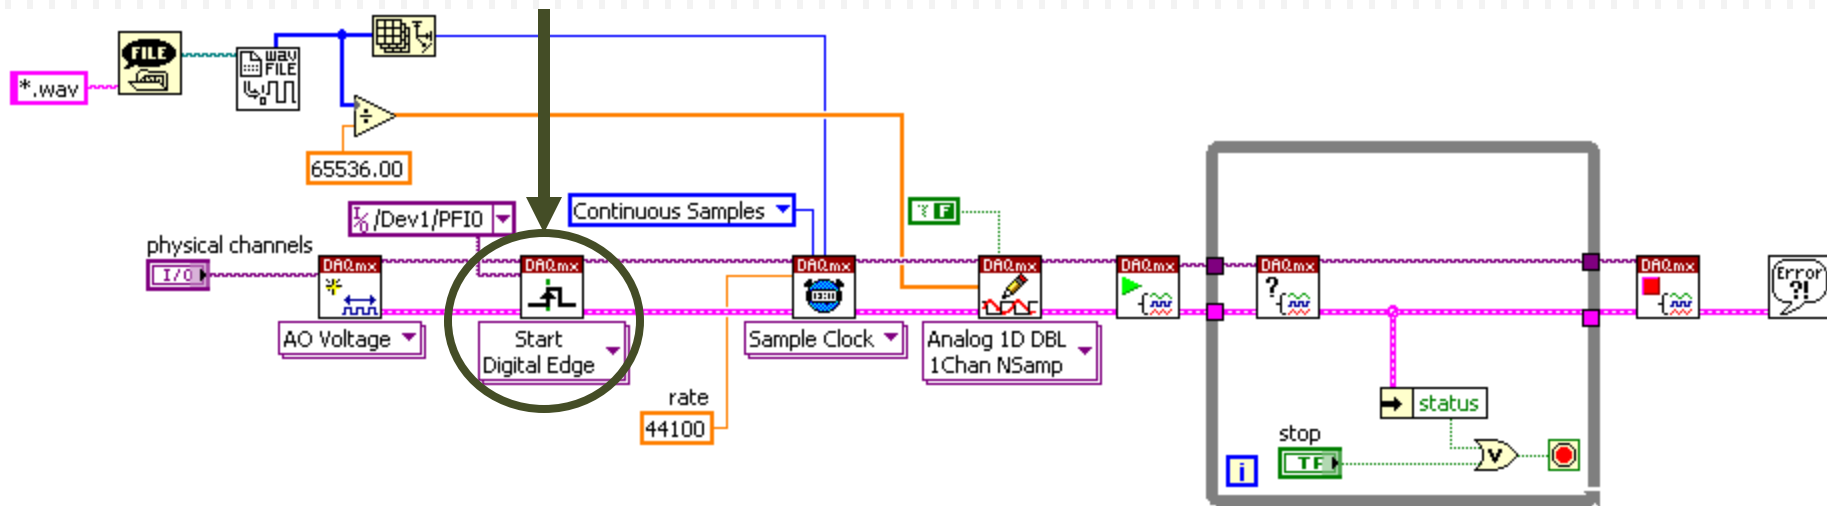 FILE
wav
FILE
*.wav
÷
65536.00
I/O /Dev1/PFI0
Continuous Samples
? F
physical channels
I/O
DAQmx
DAQmx
DAQmx
DAQmx
DAQmx
DAQmx
?
DAQmx
Error
?!
AO Voltage
Start
Digital Edge
Sample Clock
Analog 1D DBL
1Chan NSamp
rate
44100
status
stop
TF
V
i